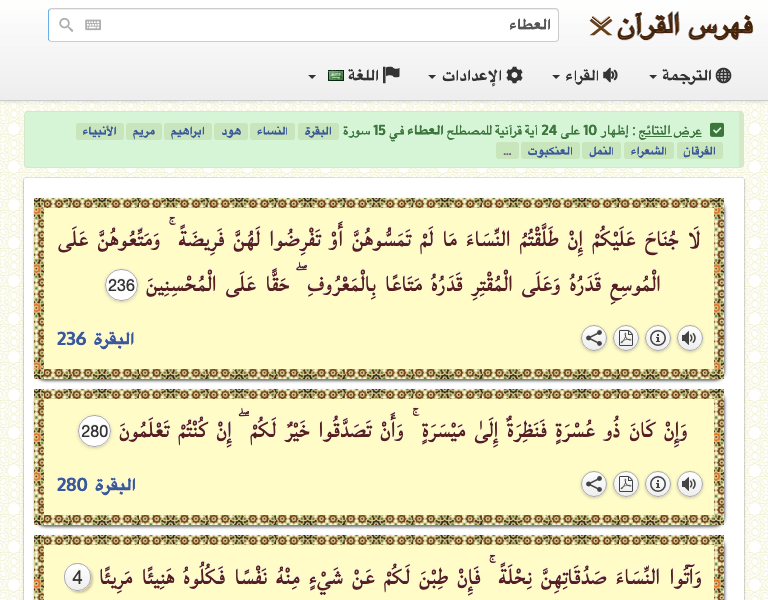 فهرس القرآن
العطاء
الترجمة القراء الإعدادات اللغة
عرض النتائج : إظهار 10 على 24 آية قرآنية للمصطلح العطاء في 15 سورة البقرة النساء هود ابراهيم مريم الأنبياء
الفرقان الشعراء النمل العنكبوت ...
لَا جُنَاحَ عَلَيْكُمْ إِنْ طَلَّقْتُمُ النِّسَاءَ مَا لَمْ تَمَسُّوهُنَّ أَوْ تَفْرِضُوا لَهُنَّ فَرِيضَةً ۚ وَمَتِّعُوهُنَّ عَلَى
الْمُوسِعِ قَدَرُهُ وَعَلَى الْمُقْتِرِ قَدَرُهُ مَتَاعًا بِالْمَعْرُوفِ ۖ حَقًّا عَلَى الْمُحْسِنِينَ 236
البقرة 236
وَإِنْ كَانَ ذُو عُسْرَةٍ فَنَظِرَةٌ إِلَىٰ مَيْسَرَةٍ ۚ وَأَنْ تَصَدَّقُوا خَيْرٌ لَكُمْ ۖ إِنْ كُنْتُمْ تَعْلَمُونَ 280
البقرة 280
وَآتُوا النِّسَاءَ صَدُقَاتِهِنَّ نِحْلَةً ۚ فَإِنْ طِبْنَ لَكُمْ عَنْ شَيْءٍ مِنْهُ نَفْسًا فَكُلُوهُ هَنِيئًا مَرِيئًا 4